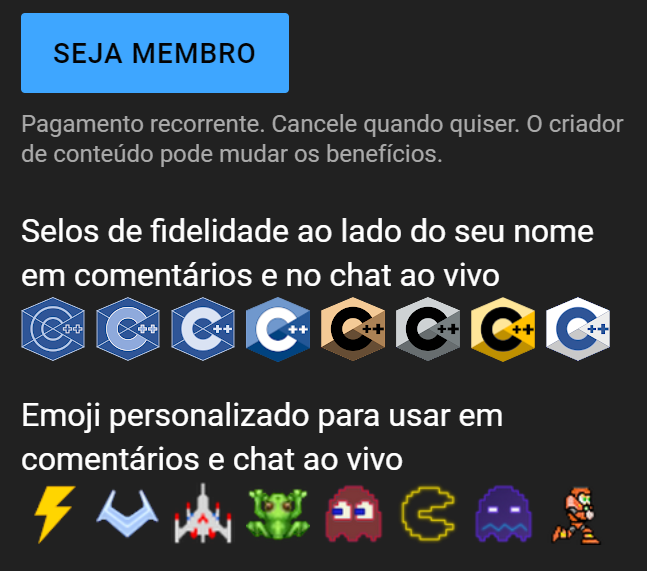 SEJA MEMBRO
Pagamento recorrente. Cancele quando quiser. O criador
de conteúdo pode mudar os benefícios.
Selos de fidelidade ao lado do seu nome
em comentários e no chat ao vivo
C++ C++ C++ C++ C++ C++ C++ C++
Emoji personalizado para usar em
comentários e chat ao vivo